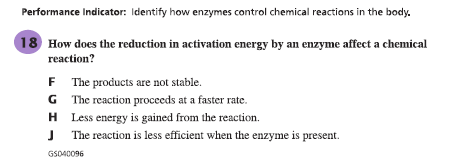 Performance Indicator: Identify how enzymes control chemical reactions in the body.
18 How does the reduction in activation energy by an enzyme affect a chemical
reaction?
F The products are not stable.
G The reaction proceeds at a faster rate.
H Less energy is gained from the reaction.
J The reaction is less efficient when the enzyme is present.
GS040096